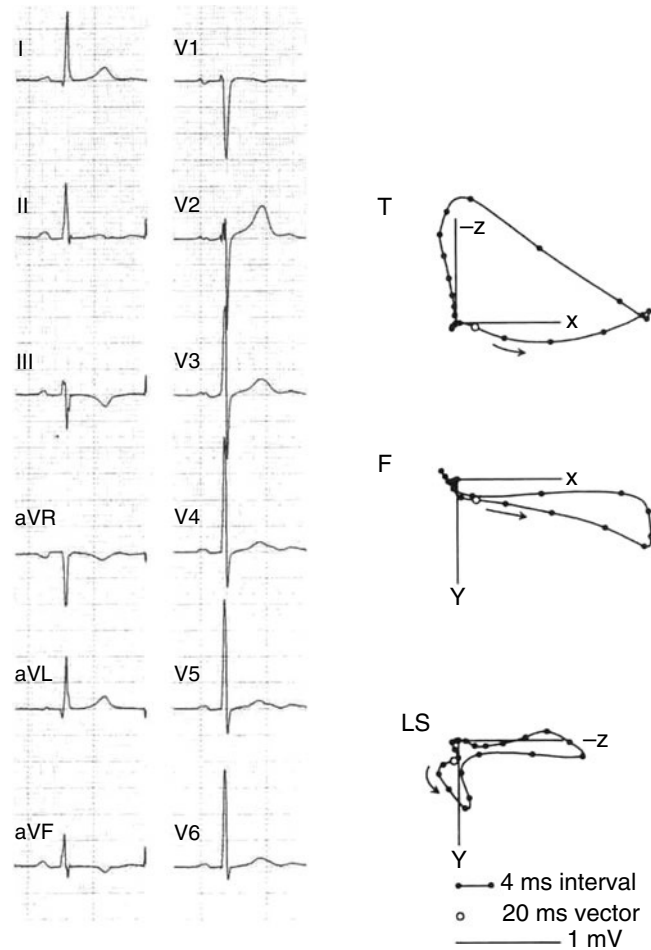 I
V1
II
V2
III
V3
aVR
V4
aVL
V5
aVF
V6
T
–z
x
F
x
Y
LS
–z
Y
4 ms interval
20 ms vector
1 mV